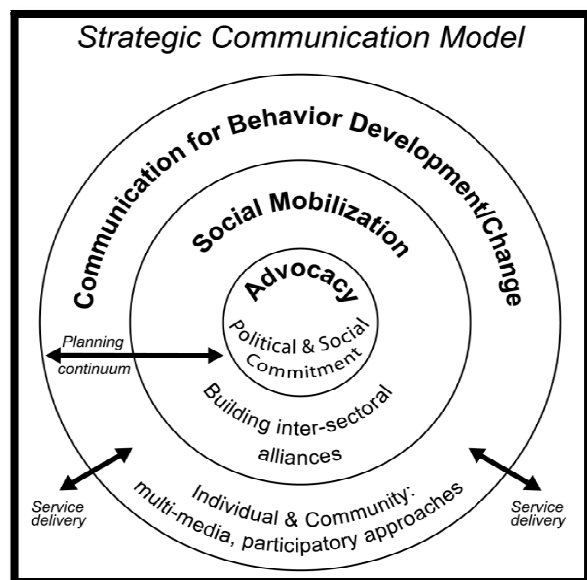 Strategic Communication Model
Communication for Behavior Development/Change
Social Mobilization
Advocacy
Political & Social
Commitment
Planning
continuum
Building inter-sectoral
alliances
Individual & Community:
multi-media, participatory approaches
Service
delivery
Service
delivery